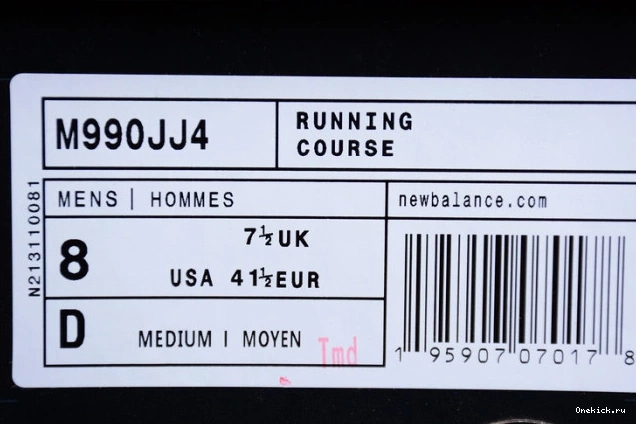 M990JJ4
RUNNING
COURSE
N213110081
MENS | HOMMES
newbalance.com
8
7½UK
USA 41½EUR
D
MEDIUM | MOYEN
Tmd
1 95907 07017 8
Onekick.ru